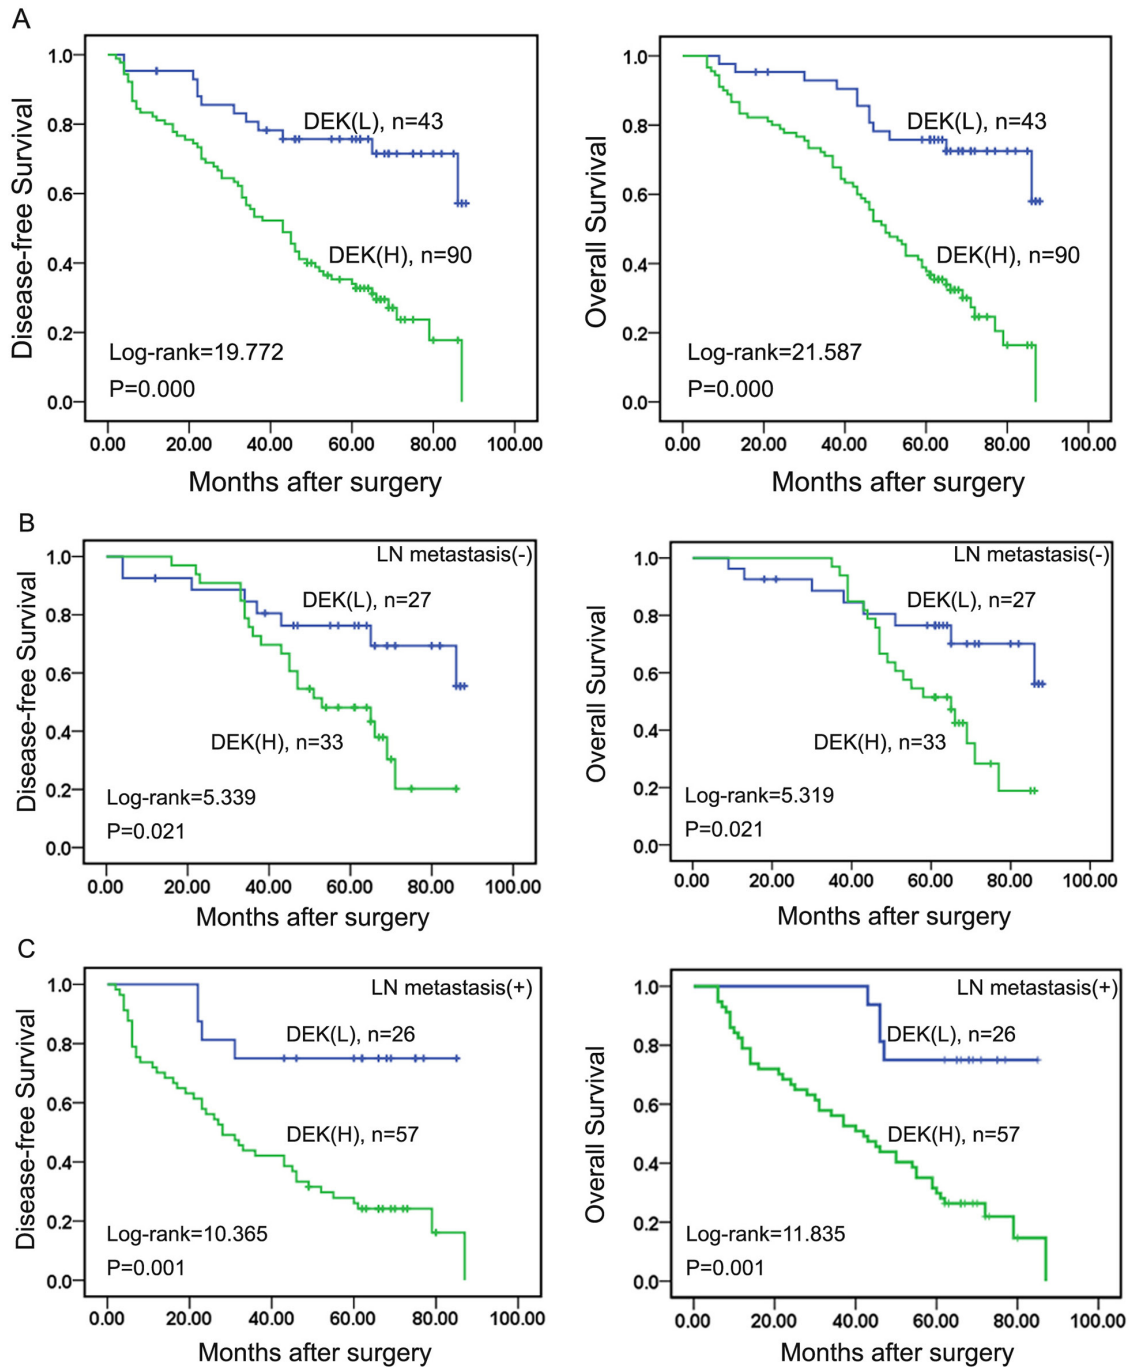 A
Disease-free Survival
1.0
0.8
0.6
0.4
0.2
0.0
DEK(L), n=43
DEK(H), n=90
Log-rank=19.772
P=0.000
0.00 20.00 40.00 60.00 80.00 100.00
Months after surgery
Overall Survival
1.0
0.8
0.6
0.4
0.2
0.0
DEK(L), n=43
DEK(H), n=90
Log-rank=21.587
P=0.000
0.00 20.00 40.00 60.00 80.00 100.00
Months after surgery
B
Disease-free Survival
1.0
0.8
0.6
0.4
0.2
0.0
LN metastasis(-)
DEK(L), n=27
DEK(H), n=33
Log-rank=5.339
P=0.021
0.00 20.00 40.00 60.00 80.00 100.00
Months after surgery
Overall Survival
1.0
0.8
0.6
0.4
0.2
0.0
LN metastasis(-)
DEK(L), n=27
DEK(H), n=33
Log-rank=5.319
P=0.021
0.00 20.00 40.00 60.00 80.00 100.00
Months after surgery
C
Disease-free Survival
1.0
0.8
0.6
0.4
0.2
0.0
LN metastasis(+)
DEK(L), n=26
DEK(H), n=57
Log-rank=10.365
P=0.001
0.00 20.00 40.00 60.00 80.00 100.00
Months after surgery
Overall Survival
1.0
0.8
0.6
0.4
0.2
0.0
LN metastasis(+)
DEK(L), n=26
DEK(H), n=57
Log-rank=11.835
P=0.001
0.00 20.00 40.00 60.00 80.00 100.00
Months after surgery